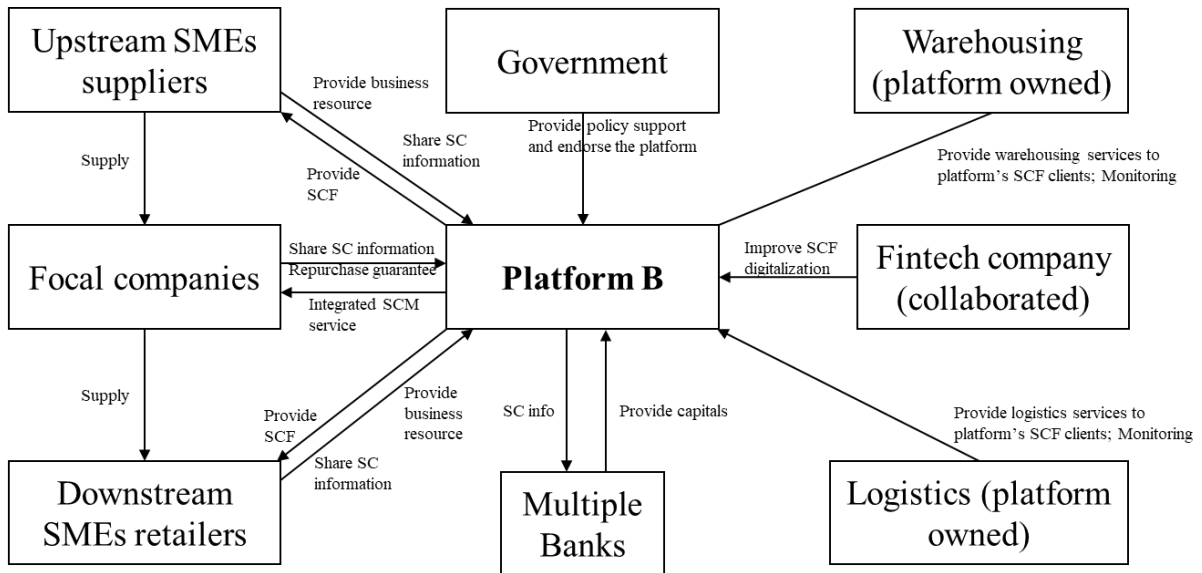 Upstream SMEs
suppliers
Government
Warehousing
(platform owned)
Provide business
resource
Share SC
information
Provide
SCF
Supply
Provide policy support
and endorse the platform
Provide warehousing services to
platform's SCF clients; Monitoring
Focal companies
Share SC information
Repurchase guarantee
Integrated SCM
service
Platform B
Improve SCF
digitalization
Fintech company
(collaborated)
Supply
Provide
SCF
Share SC
information
Provide
business
resource
SC info
Provide capitals
Provide logistics services to
platform's SCF clients; Monitoring
Downstream
SMEs retailers
Multiple
Banks
Logistics (platform
owned)